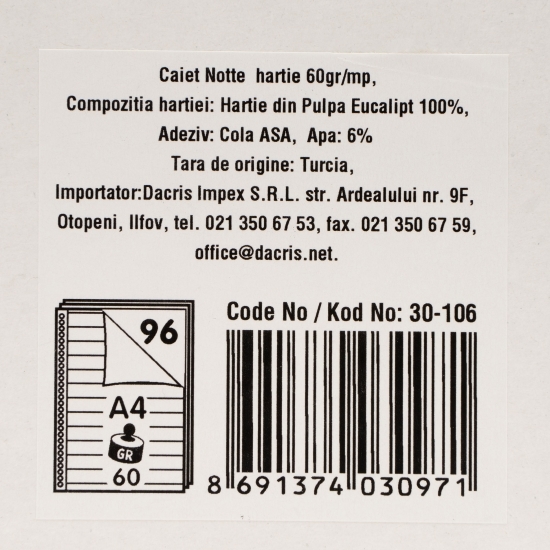 Caiet Notte hartie 60gr/mp,
Compozitia hartiei: Hartie din Pulpa Eucalipt 100%,
Adeziv: Cola ASA, Apa: 6%
Tara de origine: Turcia,
Importator:Dacris Impex S.R.L. str. Ardealului nr. 9F,
Otopeni, Ilfov, tel. 021 350 67 53, fax. 021 350 67 59,
office@dacris.net.
Code No / Kod No: 30-106
96
A4
GR
60
8 691374 030971